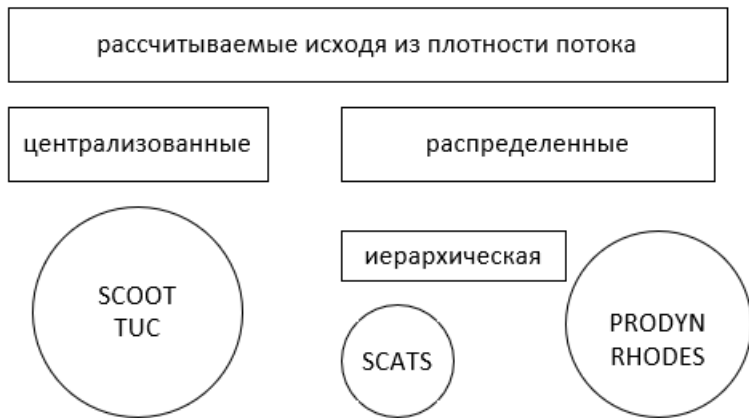 рассчитываемые исходя из плотности потока
централизованные
распределенные
иерархическая
SCOOT
TUC
SCATS
PRODYN
RHODES